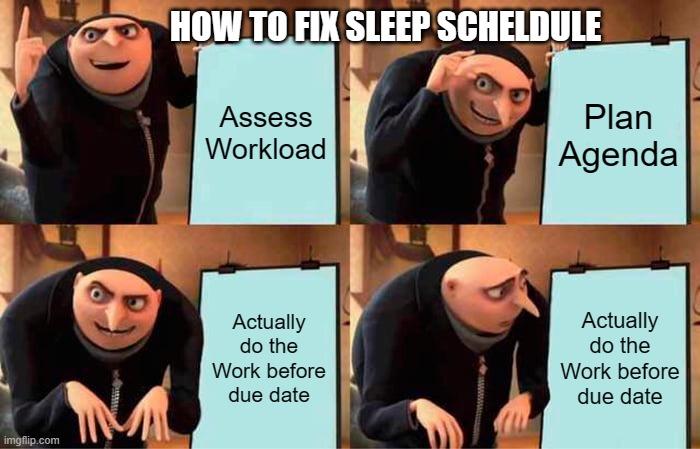 HOW TO FIX SLEEP SCHELDULE
Assess
Workload
Plan
Agenda
Actually
do the
Work before
due date
Actually
do the
Work before
due date
imgflip.com